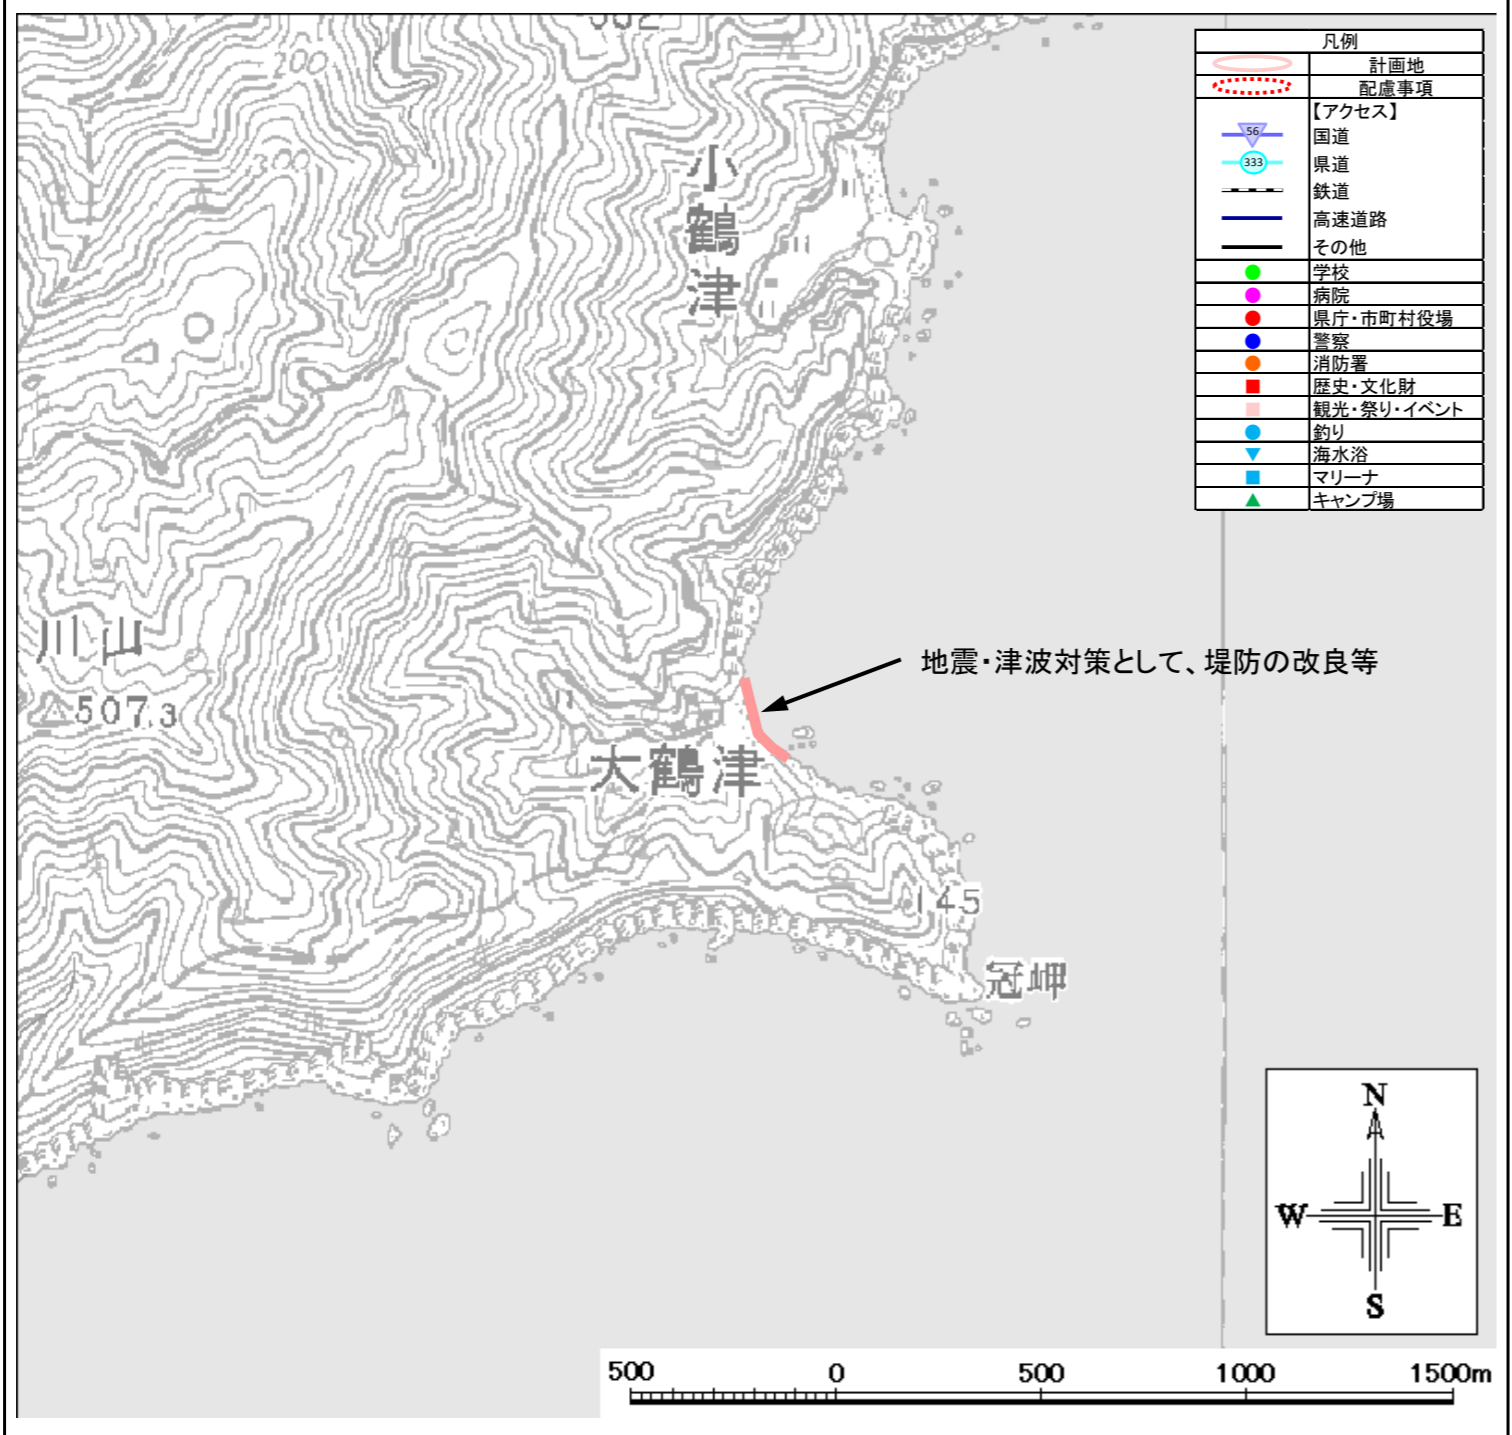 凡例
計画地
配慮事項
【アクセス】
56
国道
333
県道
鉄道
高速道路
その他
学校
病院
県庁・市町村役場
警察
消防署
歴史・文化財
観光・祭り・イベント
釣り
海水浴
マリーナ
キャンプ場
200
300
小鶴津
川山
507.3
地震・津波対策として、堤防の改良等
大鶴津
145
冠岬
N
W
E
S
500 0 500 1000 1500m